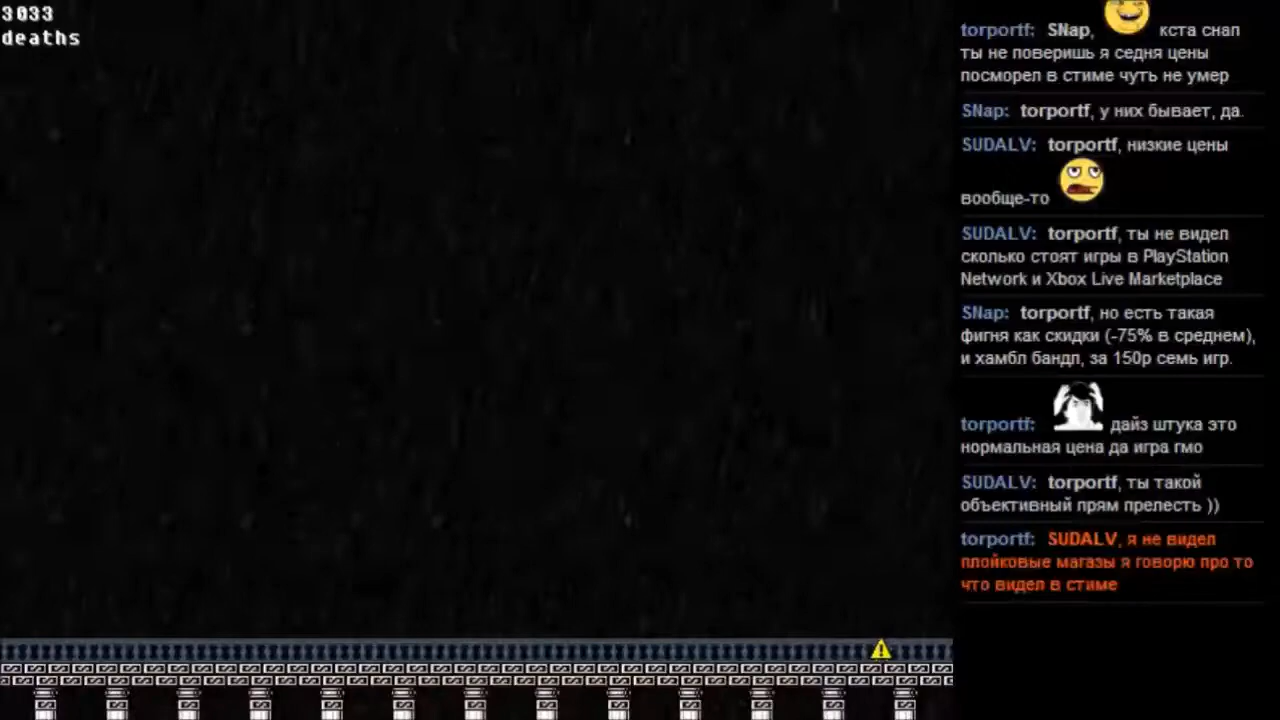 3033
deaths
torportf: SNap, кста снап
ты не поверишь я седня цены
посморел в стиме чуть не умер
SNap: torportf, у них бывает, да.
SUDALV: torportf, низкие цены
вообще-то
SUDALV: torportf, ты не видел
сколько стоят игры в PlayStation
Network и Xbox Live Marketplace
SNap: torportf, но есть такая
фигня как скидки (-75% в среднем),
и хамбл бандл, за 150р семь игр.
torportf: дайз штука это
нормальная цена да игра гмо
SUDALV: torportf, ты такой
объективный прям прелесть ))
torportf: SUDALV, я не видел
плойковые магазы я говорю про то
что видел в стиме